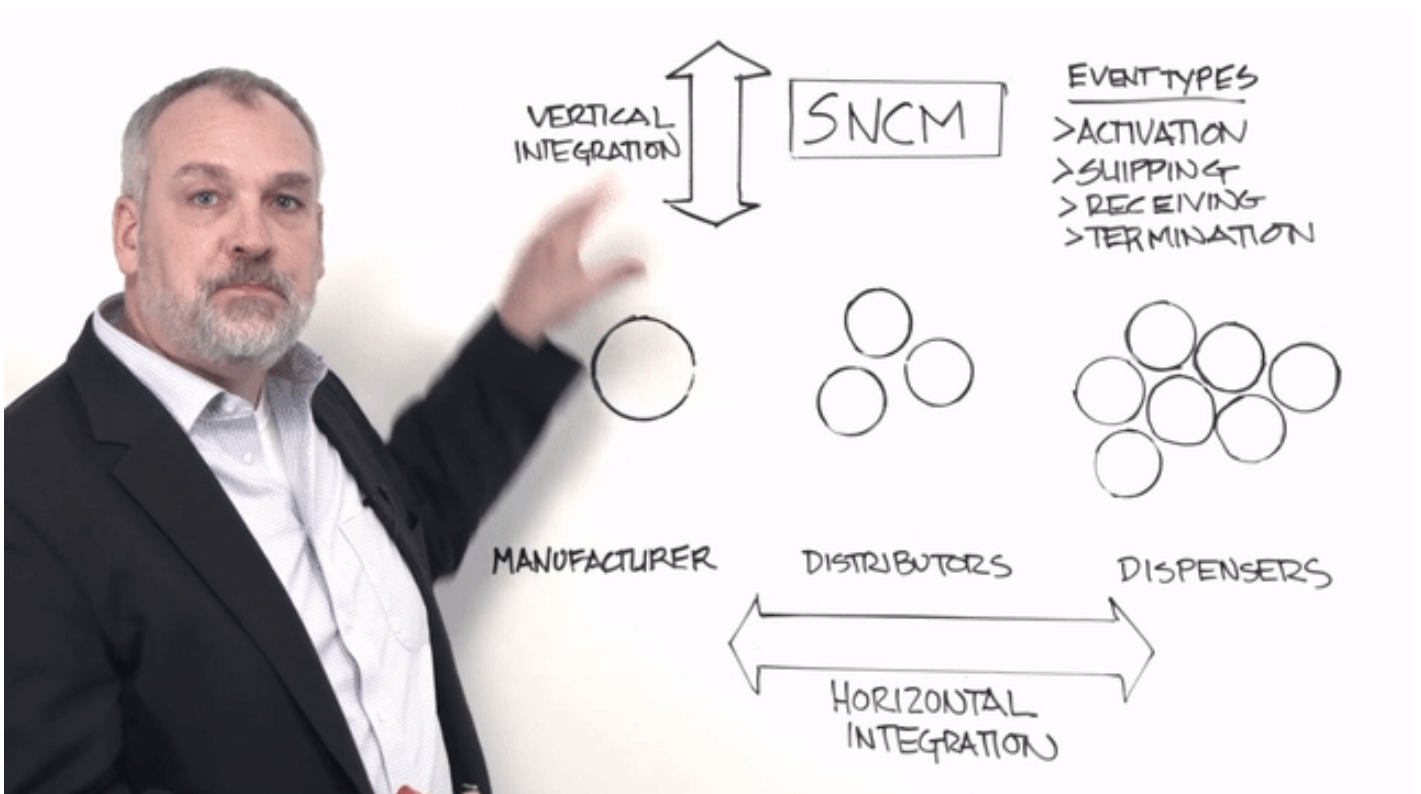 VERTICAL
INTEGRATION
SNCM
EVENT TYPES
>ACTIVATION
>SHIPPING
>RECEIVING
>TERMINATION
MANUFACTURER
DISTRIBUTORS
DISPENSERS
HORIZONTAL
INTEGRATION